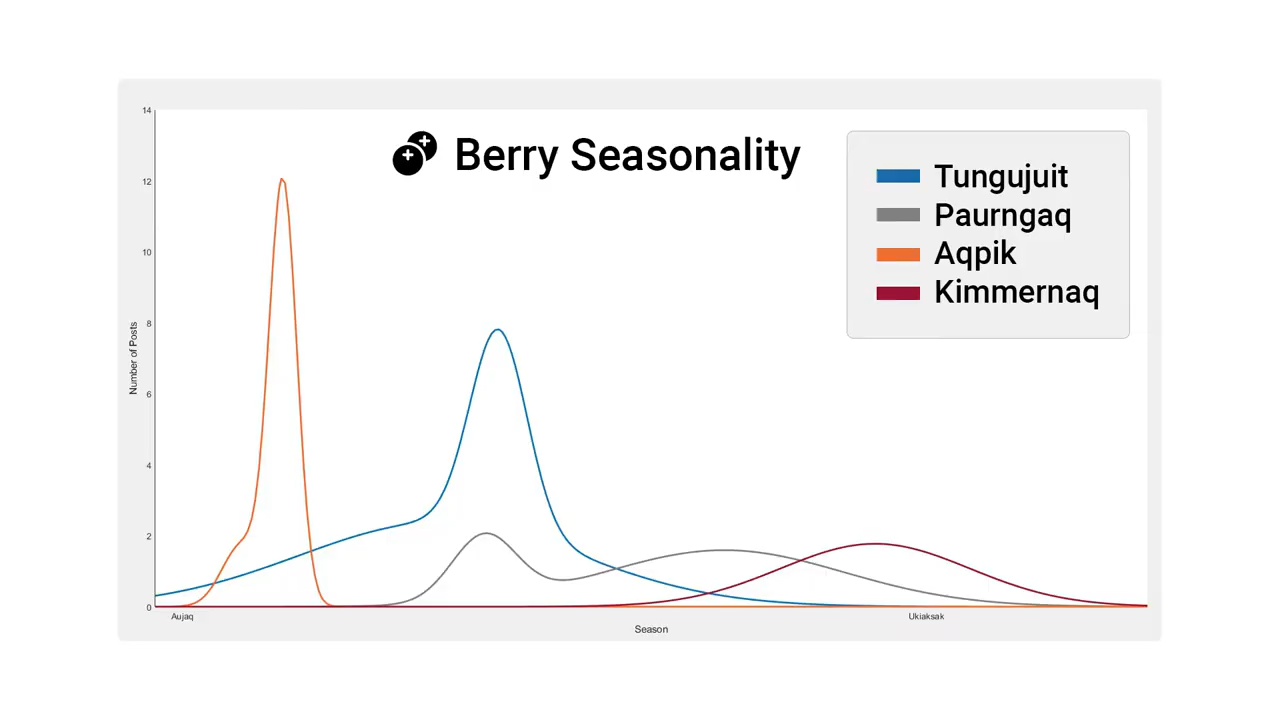 Berry Seasonality
Tungujuit
Paurngaq
Aqpik
Kimmernaq
Number of Posts
14
12
10
8
6
4
2
0
Aujaq
Ukiaksak
Season